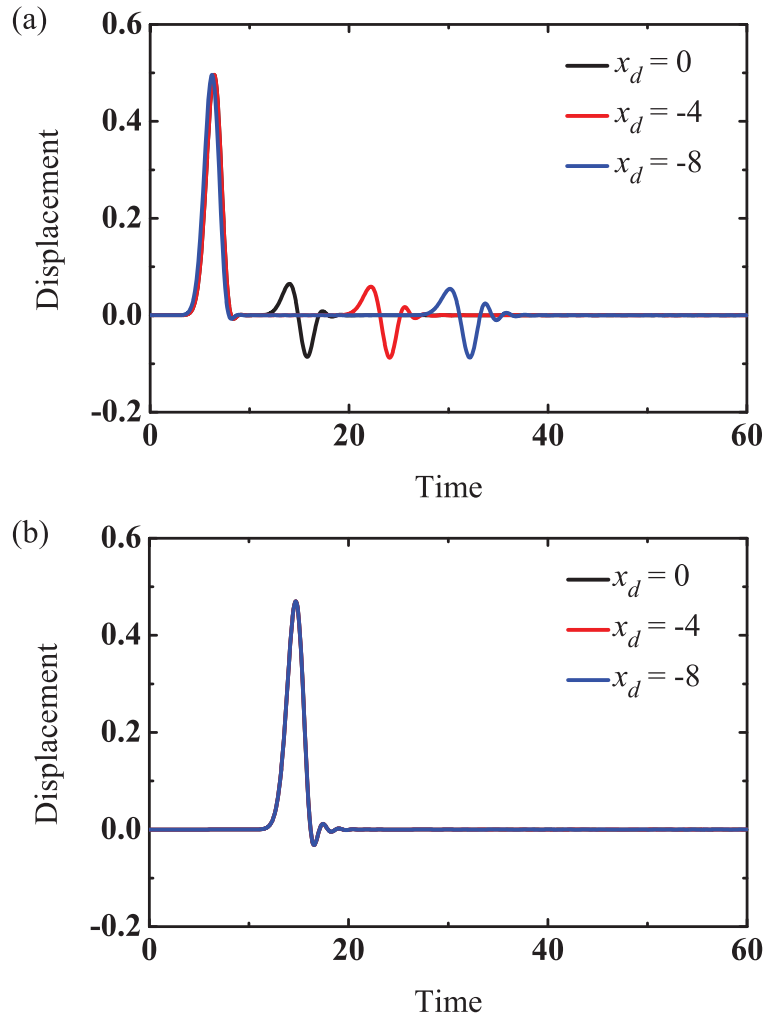 (a)
0.6
0.4
0.2
0.0
-0.2
Displacement
x_d = 0
x_d = -4
x_d = -8
0 20 40 60
Time
(b)
0.6
0.4
0.2
0.0
-0.2
Displacement
x_d = 0
x_d = -4
x_d = -8
0 20 40 60
Time